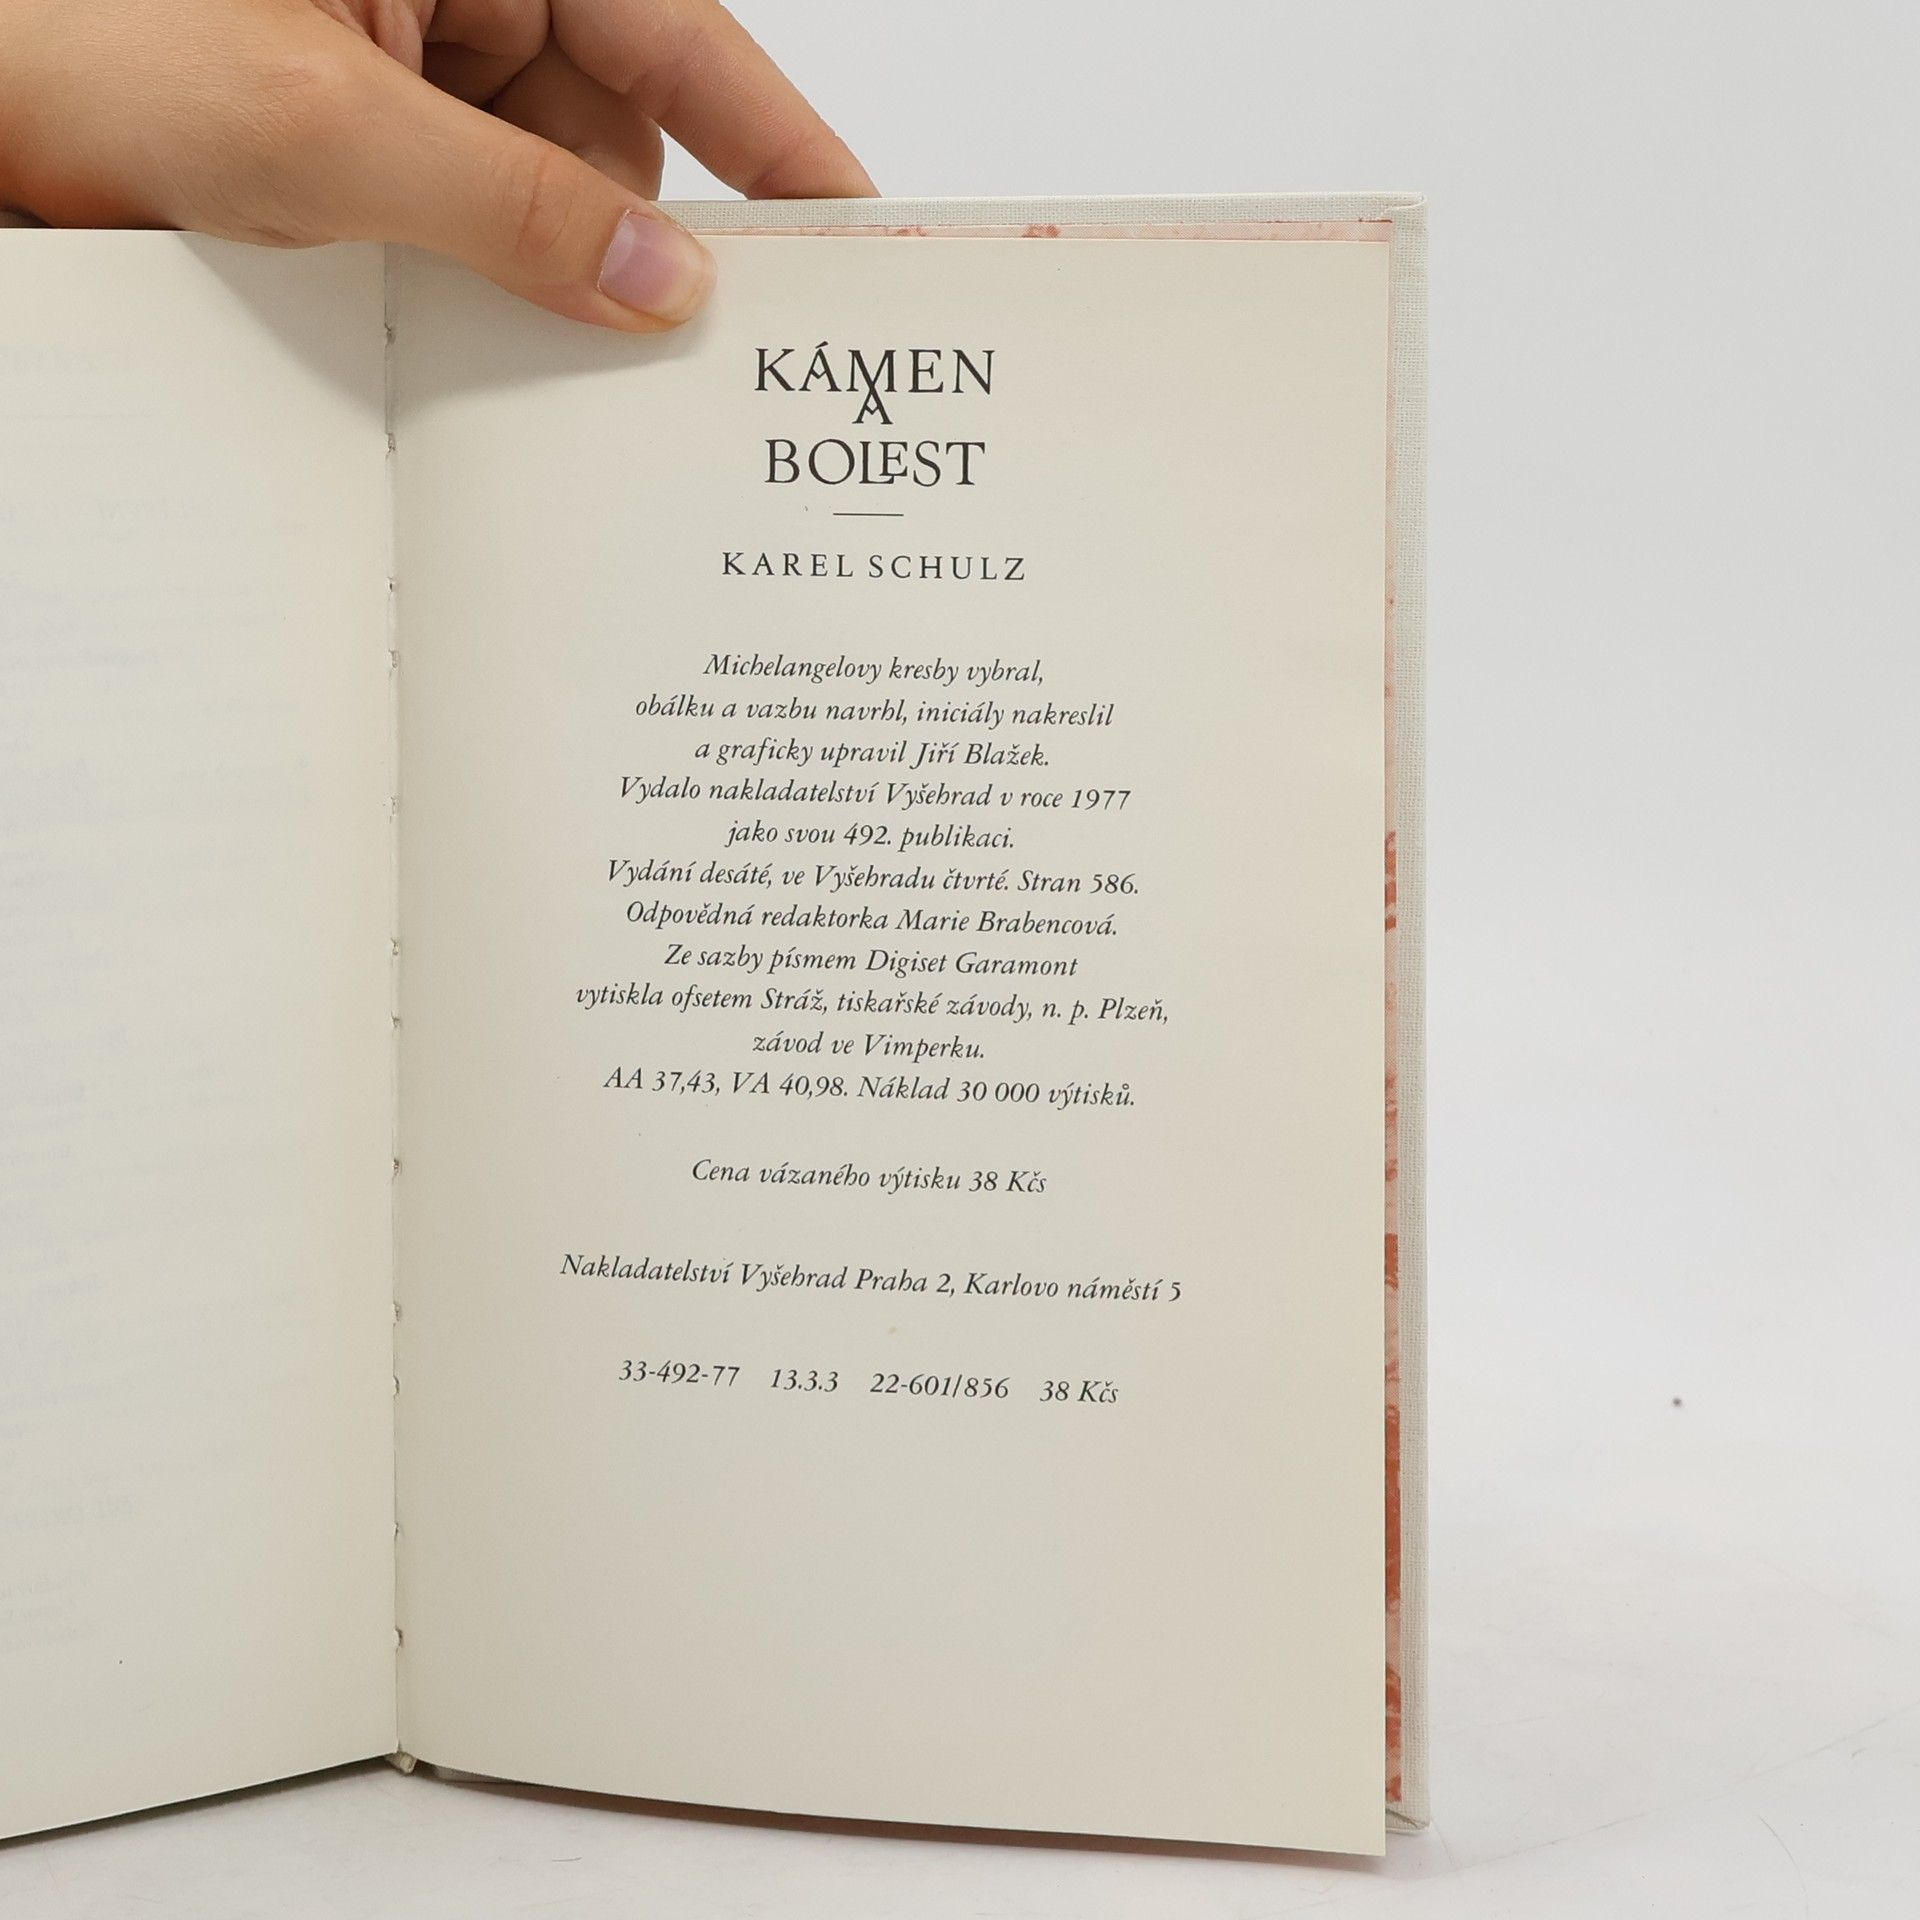 KÁMEN
A
BOLEST
KAREL SCHULZ
Michelangelovy kresby vybral,
obálku a vazbu navrhl, iniciály nakreslil
a graficky upravil Jiří Blažek.
Vydalo nakladatelství Vyšehrad v roce 1977
jako svou 492. publikaci.
Vydání desáté, ve Vyšehradu čtvrté. Stran 586.
Odpovědná redaktorka Marie Brabencová.
Ze sazby písmem Digiset Garamont
vytiskla ofsetem Stráž, tiskařské závody, n. p. Plzeň,
závod ve Vimperku.
AA 37,43, VA 40,98. Náklad 30 000 výtisků.
Cena vázaného výtisku 38 Kčs
Nakladatelství Vyšehrad Praha 2, Karlovo náměstí 5
33-492-77 13.3.3 22-601/856 38 Kčs